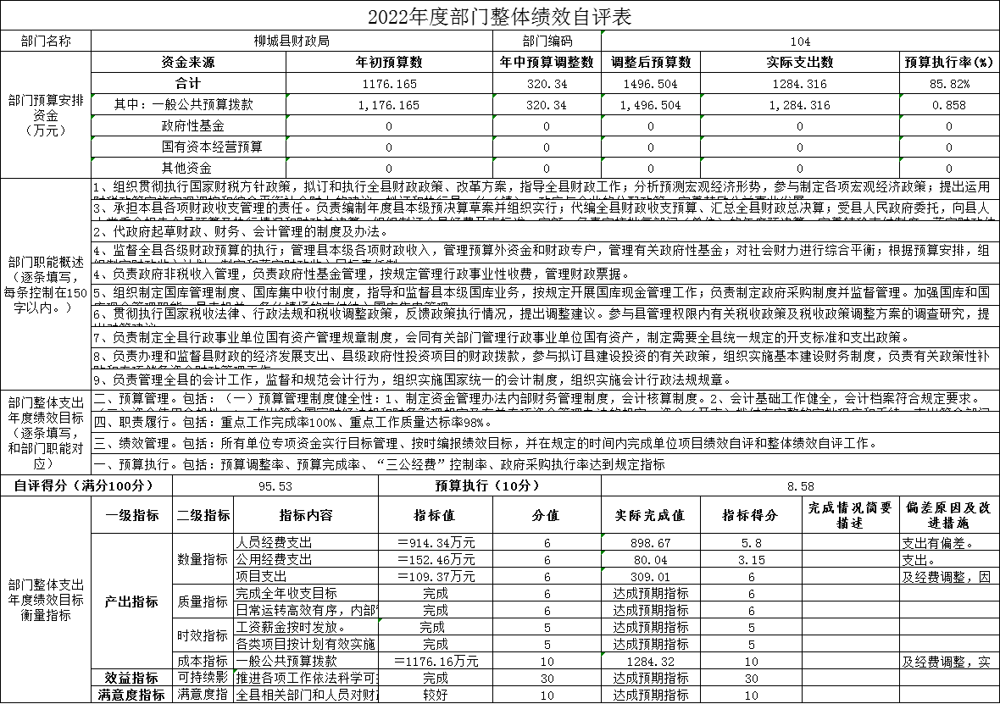 2022年度部门整体绩效自评表
部门名称 柳城县财政局 部门编码 104
部门预算安排资金（万元） 资金来源 年初预算数 年中预算调整数 调整后预算数 实际支出数 预算执行率(%)
合计 1176.165 320.34 1496.504 1284.316 85.82%
其中：一般公共预算拨款 1,176.165 320.34 1,496.504 1,284.316 0.858
政府性基金 0 0 0 0 0
国有资本经营预算 0 0 0 0 0
其他资金 0 0 0 0 0
部门职能概述（逐条填写，每条控制在150字以内。）
1、组织贯彻执行国家财税方针政策，拟订和执行全县财政政策、改革方案，指导全县财政工作；分析预测宏观经济形势，参与制定各项宏观经济政策；提出运用
3、承担本县各项财政收支管理的责任。负责编制年度县本级预决算草案并组织实行；代编全县财政收支预算、汇总全县财政总决算；受县人民政府委托，向县人
2、代政府起草财政、财务、会计管理的制度及办法。
4、监督全县各级财政预算的执行；管理县本级各项财政收入，管理预算外资金和财政专户，管理有关政府性基金；对社会财力进行综合平衡；根据预算安排，组
4、负责政府非税收入管理，负责政府性基金管理，按规定管理行政事业性收费，管理财政票据。
5、组织制定国库管理制度、国库集中收付制度，指导和监督县本级国库业务，按规定开展国库现金管理工作；负责制定政府采购制度并监督管理。加强国库和国
6、贯彻执行国家税收法律、行政法规和税收调整政策，反馈政策执行情况，提出调整建议。参与县管理权限内有关税收政策及税收政策调整方案的调查研究，提
7、负责制定全县行政事业单位国有资产管理规章制度，会同有关部门管理行政事业单位国有资产，制定需要全县统一规定的开支标准和支出政策。
8、负责办理和监督县财政的经济发展支出、县级政府性投资项目的财政拨款，参与拟订县建设投资的有关政策，组织实施基本建设财务制度，负责有关政策性补
9、负责管理全县的会计工作，监督和规范会计行为，组织实施国家统一的会计制度，组织实施会计行政法规规章。
部门整体支出年度绩效目标（逐条填写，和部门职能对应）
二、预算管理。包括：（一）预算管理制度健全性：1、制定资金管理办法内部财务管理制度，会计核算制度。2、会计基础工作健全，会计档案符合规定要求。
四、职责履行。包括：重点工作完成率100%、重点工作质量达标率98%。
三、绩效管理。包括：所有单位专项资金实行目标管理、按时编报绩效目标，并在规定的时间内完成单位项目绩效自评和整体绩效自评工作。
一、预算执行。包括：预算调整率、预算完成率、“三公经费”控制率、政府采购执行率达到规定指标
自评得分（满分100分） 95.53 预算执行（10分） 8.58
部门整体支出年度绩效目标衡量指标 一级指标 二级指标 指标内容 指标值 分值 实际完成值 指标得分 完成情况简要描述 偏差原因及改进措施
产出指标 数量指标 人员经费支出 ＝914.34万元 6 898.67 5.8 支出有偏差。
公用经费支出 ＝152.46万元 6 80.04 3.15 支出。
项目支出 ＝109.37万元 6 309.01 6 及经费调整，因
质量指标 完成全年收支目标 完成 6 达成预期指标 6
日常运转高效有序，内部 完成 6 达成预期指标 6
时效指标 工资薪金按时发放。 完成 5 达成预期指标 5
各类项目按计划有效实施 完成 5 达成预期指标 5
成本指标 一般公共预算拨款 ＝1176.16万元 10 1284.32 10 及经费调整，实
效益指标 可持续影 推进各项工作依法科学可 完成 30 达成预期指标 30
满意度指标 满意度指 全县相关部门和人员对财 较好 10 达成预期指标 10